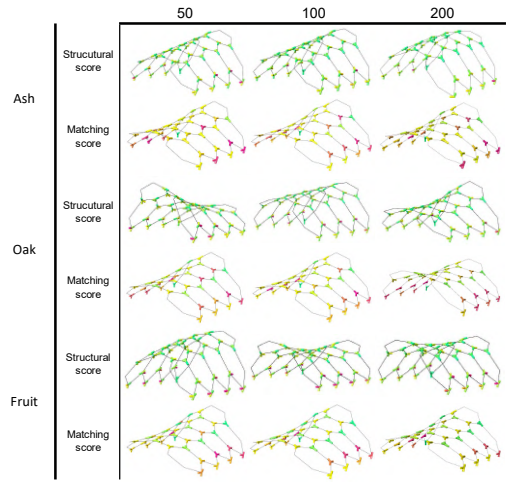 50 100 200
Strucutural
score
Ash
Matching
score
Strucutural
score
Oak
Matching
score
Structural
score
Fruit
Matching
score